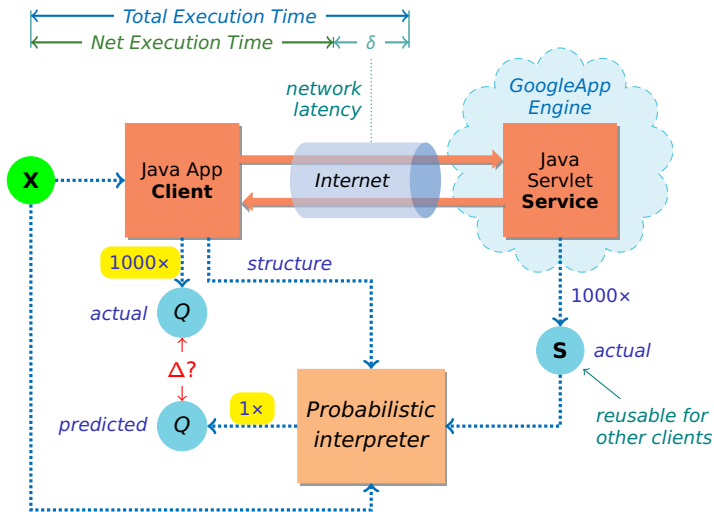 Total Execution Time
Net Execution Time
δ
network
latency
GoogleApp
Engine
X
Java App
Client
Internet
Java
Servlet
Service
1000×
structure
1000×
actual
Q
S
actual
Δ?
predicted
Q
1×
Probabilistic
interpreter
reusable for
other clients